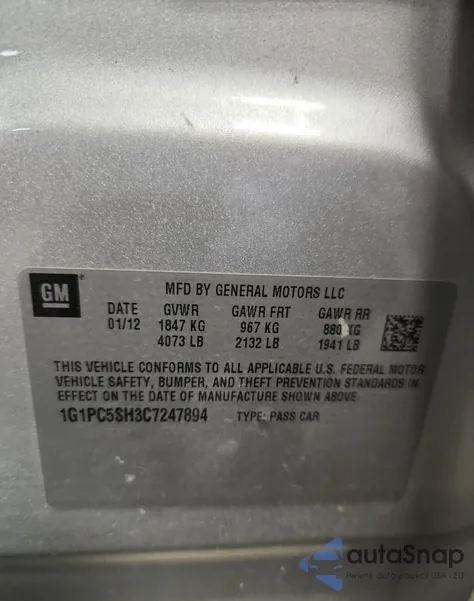 GM
MFD BY GENERAL MOTORS LLC
DATE GVWR GAWR FRT GAWR RR
01/12 1847 KG 967 KG 880 KG
4073 LB 2132 LB 1941 LB
THIS VEHICLE CONFORMS TO ALL APPLICABLE U.S. FEDERAL MOTOR
VEHICLE SAFETY, BUMPER, AND THEFT PREVENTION STANDARDS IN
EFFECT ON THE DATE OF MANUFACTURE SHOWN ABOVE.
1G1PC5SH3C7247894 TYPE: PASS CAR
autoSnap